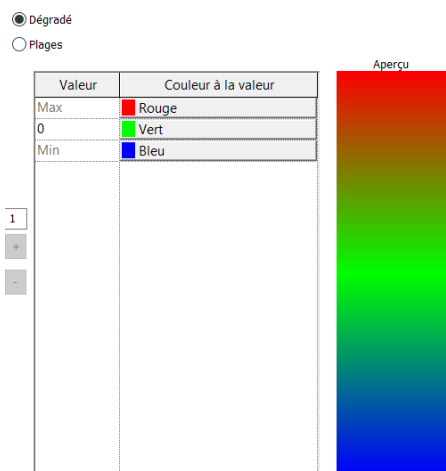 Dégradé
Plages
Aperçu
Valeur Couleur à la valeur
Max Rouge
0 Vert
Min Bleu
1
+
-